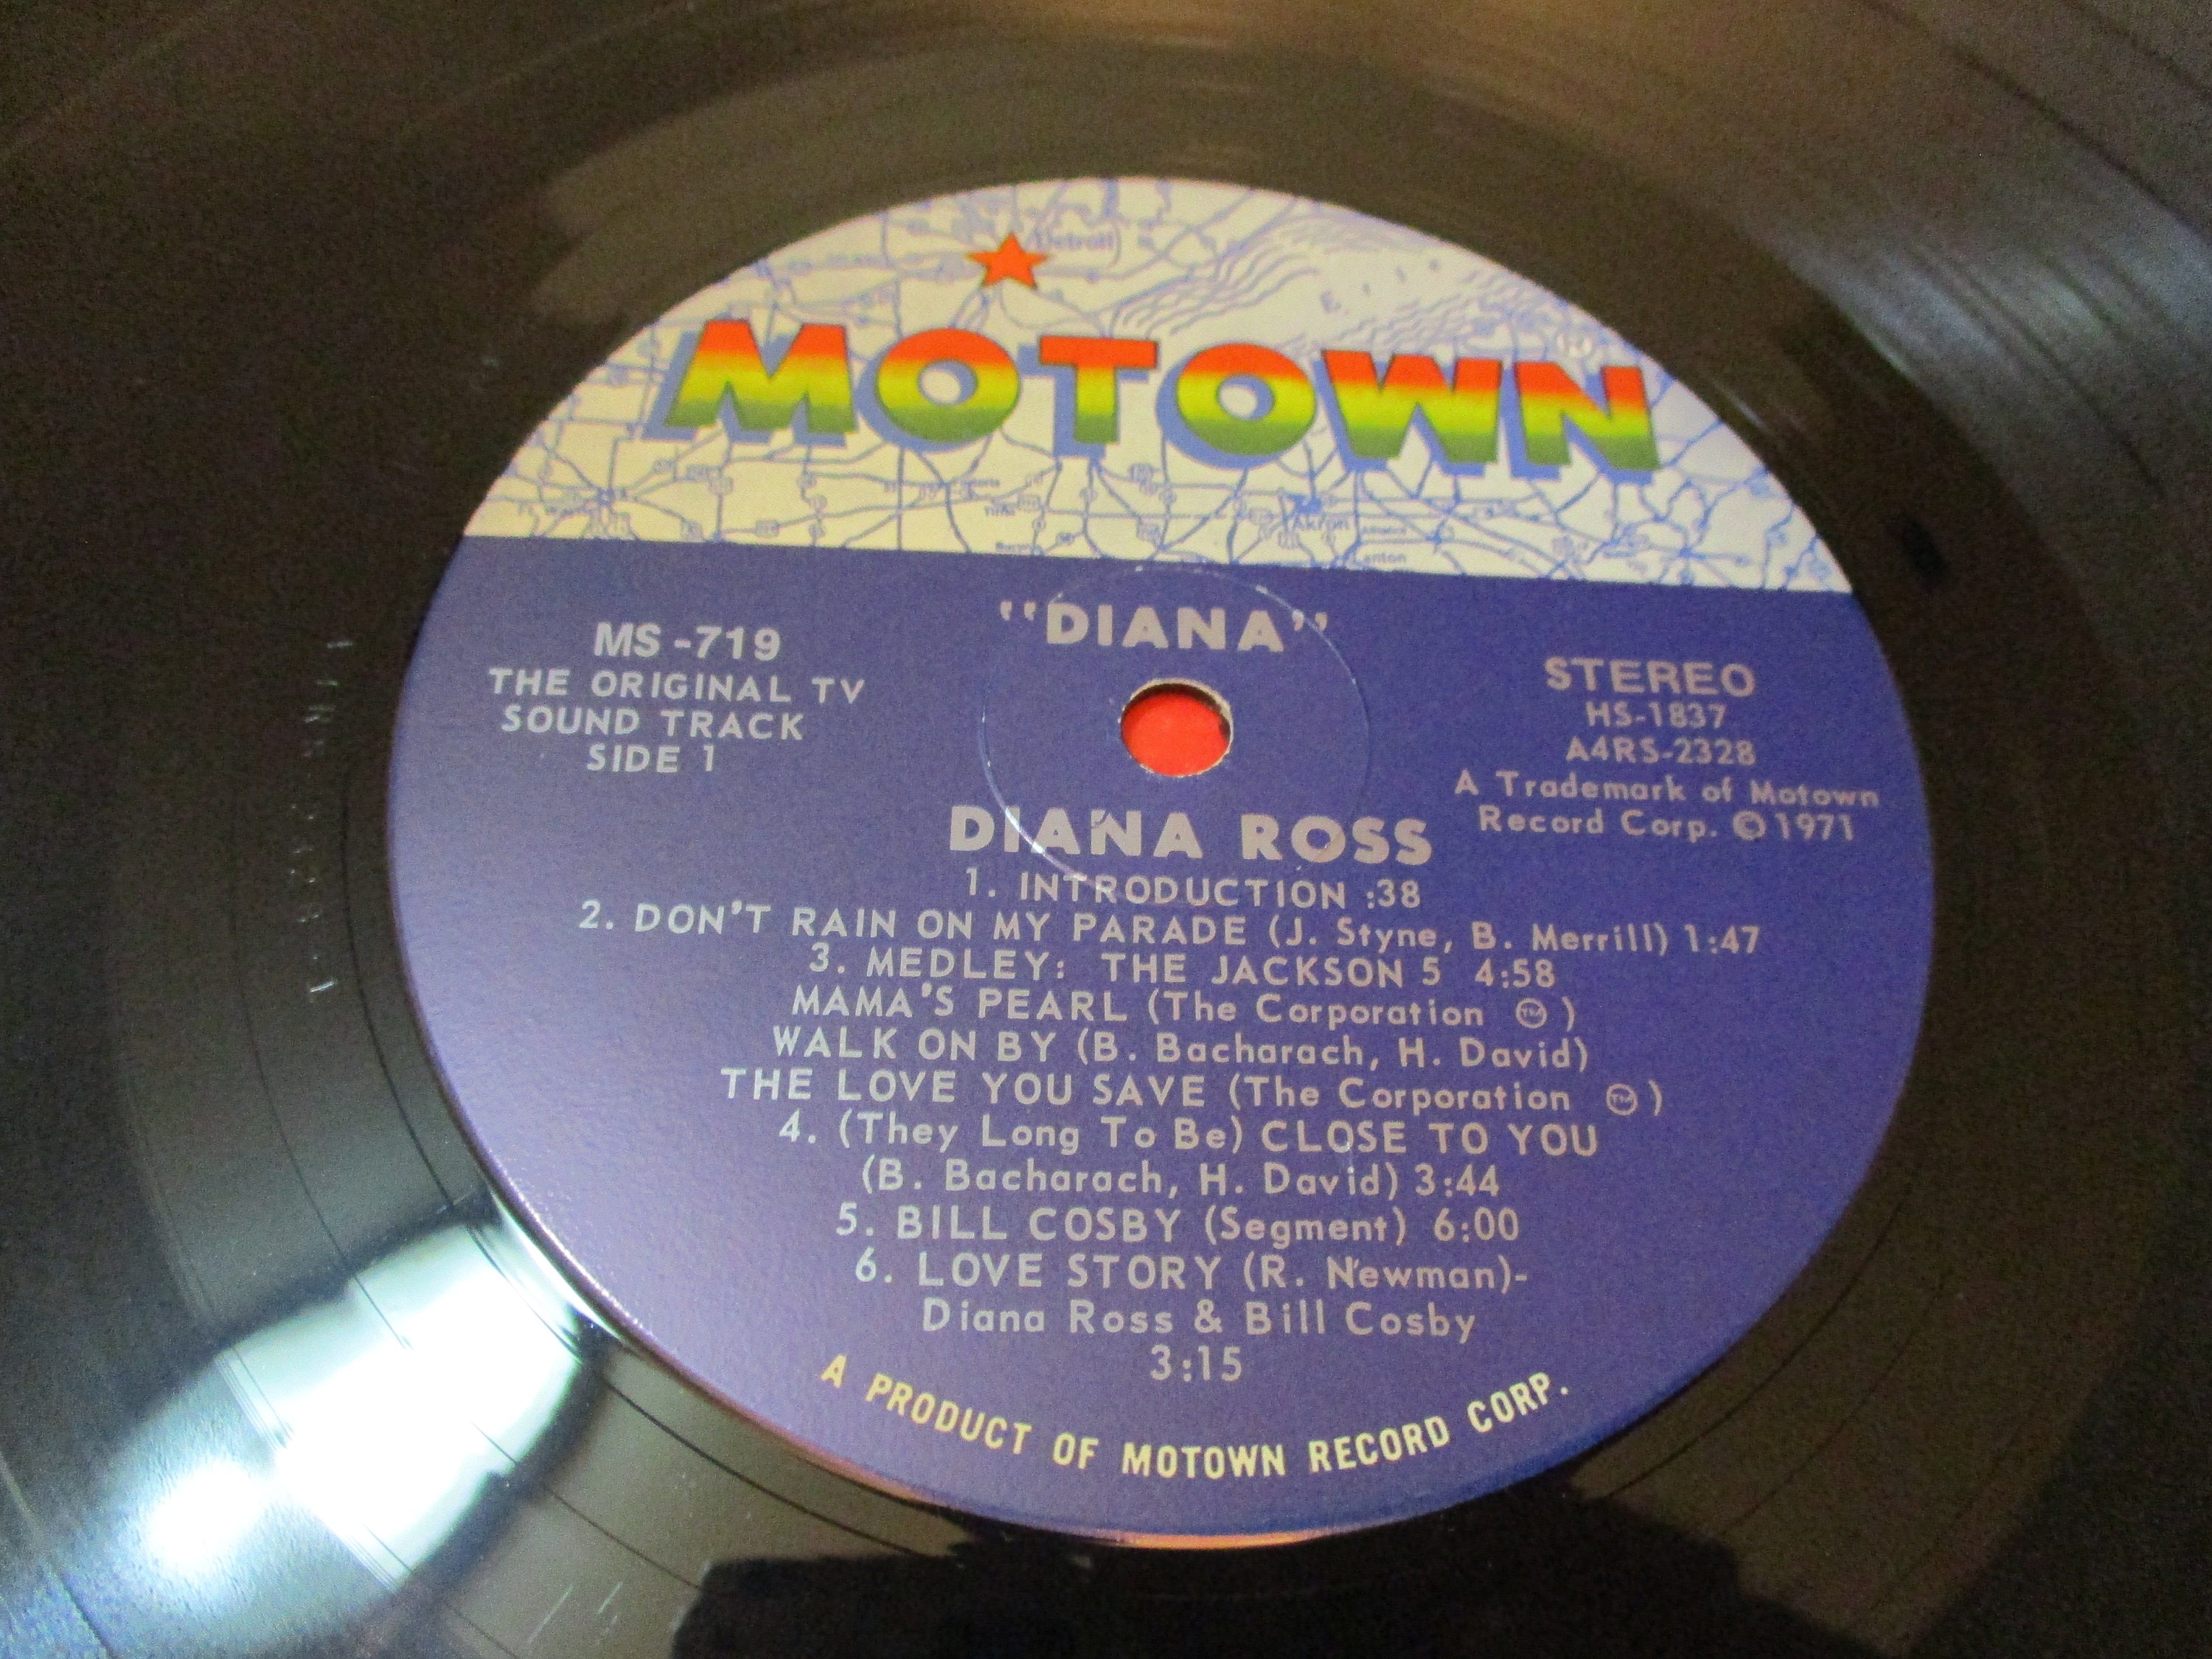 Detroit
Erie
MOTOWN
Akron
"DIANA"
MS-719
THE ORIGINAL TV
SOUND TRACK
SIDE 1
STEREO
HS-1837
A4RS-2328
A Trademark of Motown
Record Corp. ©1971
DIANA ROSS
1. INTRODUCTION :38
2. DON'T RAIN ON MY PARADE (J. Styne, B. Merrill) 1:47
3. MEDLEY: THE JACKSON 5 4:58
MAMA'S PEARL (The Corporation ™)
WALK ON BY (B. Bacharach, H. David)
THE LOVE YOU SAVE (The Corporation ™)
4. (They Long To Be) CLOSE TO YOU
(B. Bacharach, H. David) 3:44
5. BILL COSBY (Segment) 6:00
6. LOVE STORY (R. Newman)-
Diana Ross & Bill Cosby
3:15
A PRODUCT OF MOTOWN RECORD CORP.